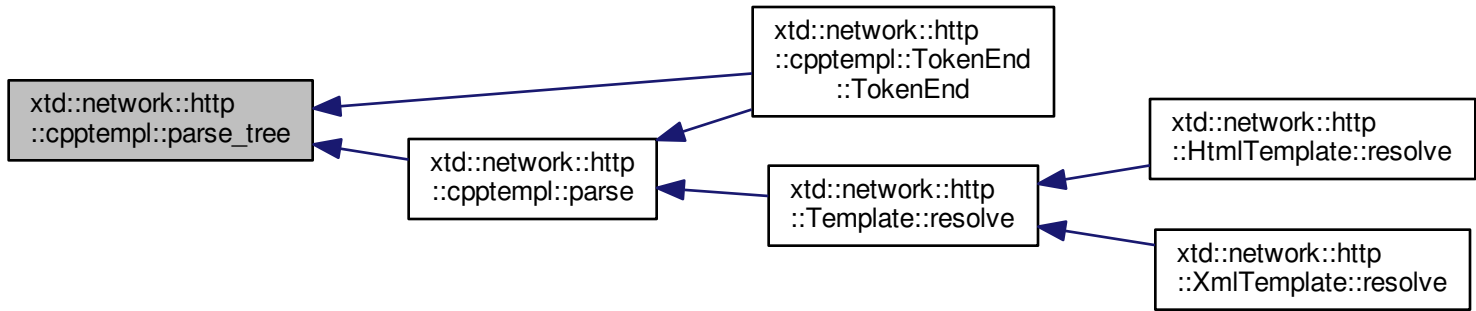 xtd::network::http
::cpptempl::parse_tree
xtd::network::http
::cpptempl::TokenEnd
::TokenEnd
xtd::network::http
::cpptempl::parse
xtd::network::http
::Template::resolve
xtd::network::http
::HtmlTemplate::resolve
xtd::network::http
::XmlTemplate::resolve